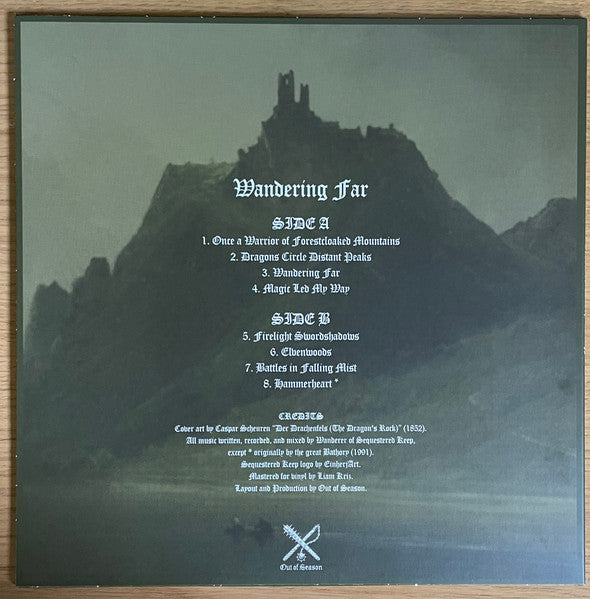 Wandering Far
SIDE A
1. Once a Warrior of Forestcloaked Mountains
2. Dragons Circle Distant Peaks
3. Wandering Far
4. Magic Led My Way
SIDE B
5. Firelight Swordshadows
6. Elvenwoods
7. Battles in Falling Mist
8. Hammerheart *
CREDITS
Cover art by Caspar Scheuren "Der Drachenfels (The Dragon's Rock)" (1852).
All music written, recorded, and mixed by Wanderer of Sequestered Keep,
except * originally by the great Bathory (1991).
Sequestered Keep logo by EinherjArt.
Mastered for vinyl by Liam Kriz.
Layout and Production by Out of Season.
Out of Season